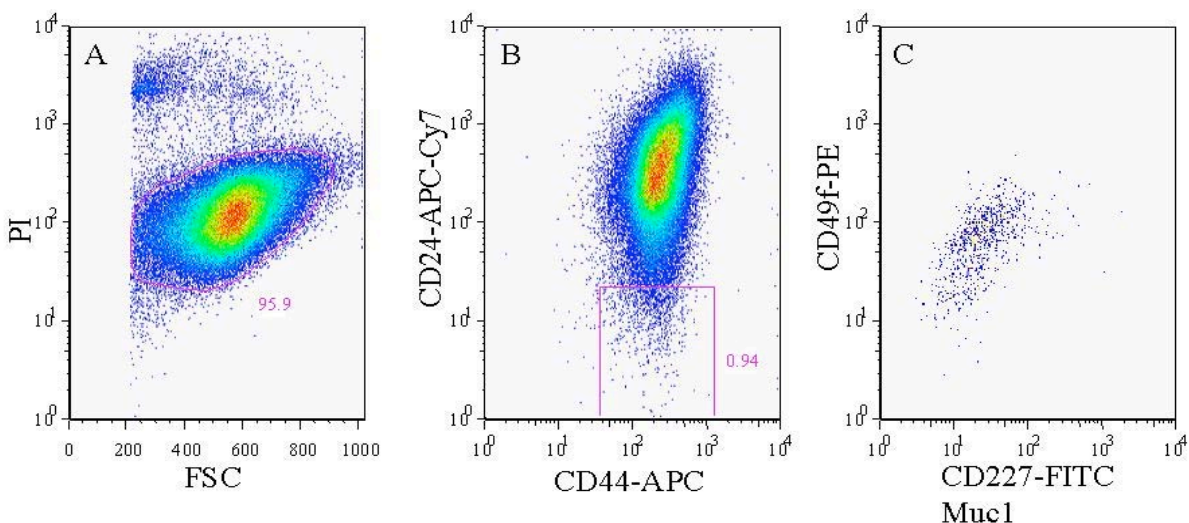 A
PI
10^4
10^3
10^2
10^1
10^0
95.9
0 200 400 600 800 1000
FSC
B
CD24-APC-Cy7
10^4
10^3
10^2
10^1
10^0
0.94
10^0 10^1 10^2 10^3 10^4
CD44-APC
C
CD49f-PE
10^4
10^3
10^2
10^1
10^0
10^0 10^1 10^2 10^3 10^4
CD227-FITC
Muc1